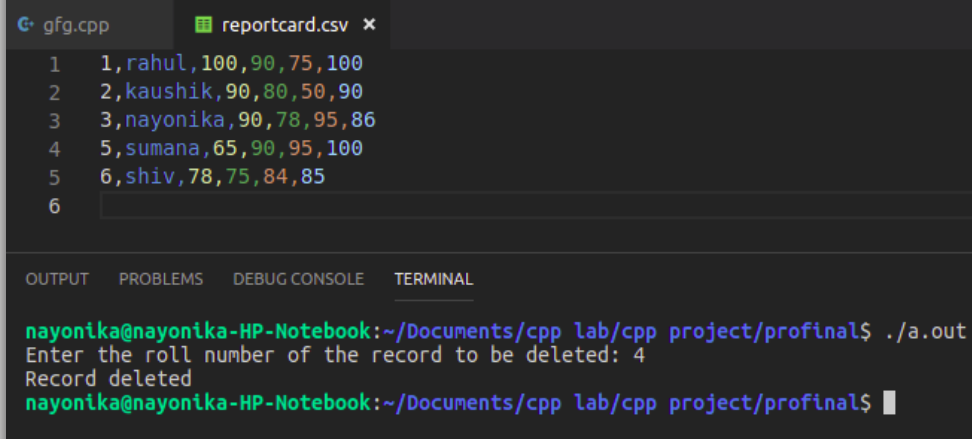 gfg.cpp reportcard.csv ×
1 1,rahul,100,90,75,100
2 2,kaushik,90,80,50,90
3 3,nayonika,90,78,95,86
4 5,sumana,65,90,95,100
5 6,shiv,78,75,84,85
6
OUTPUT PROBLEMS DEBUG CONSOLE TERMINAL
nayonika@nayonika-HP-Notebook:~/Documents/cpp lab/cpp project/profinal$ ./a.out
Enter the roll number of the record to be deleted: 4
Record deleted
nayonika@nayonika-HP-Notebook:~/Documents/cpp lab/cpp project/profinal$